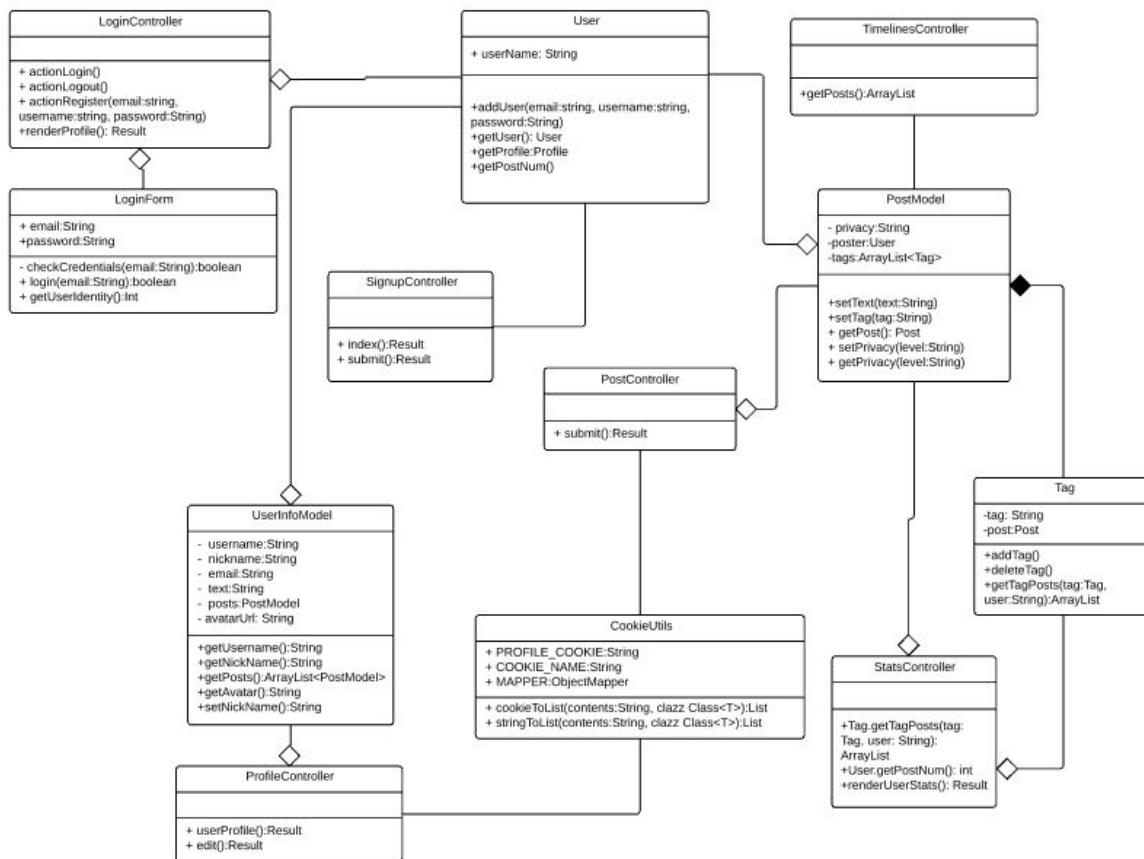 LoginController
+ actionLogin()
+ actionLogout()
+ actionRegister(email:string,
username:string, password:String)
+renderProfile(): Result
User
+ userName: String
+addUser(email:string, username:string,
password:String)
+getUser(): User
+getProfile:Profile
+getPostNum()
TimelinesController
+getPosts():ArrayList
LoginForm
+ email:String
+password:String
- checkCredentials(email:String):boolean
+ login(email:String):boolean
+ getUserIdentity():Int
PostModel
- privacy:String
-poster:User
-tags:ArrayList<Tag>
+setText(text:String)
+setTag(tag:String)
+ getPost(): Post
+ setPrivacy(level:String)
+ getPrivacy(level:String)
SignupController
+ index():Result
+ submit():Result
PostController
+ submit():Result
Tag
-tag: String
-post:Post
+addTag()
+deleteTag()
+getTagPosts(tag:Tag,
user:String):ArrayList
UserInfoModel
- username:String
- nickname:String
- email:String
- text:String
- posts:PostModel
- avatarUrl: String
+getUsername():String
+getNickName():String
+getPosts():ArrayList<PostModel>
+getAvatar():String
+setNickName():String
CookieUtils
+ PROFILE_COOKIE:String
+ COOKIE_NAME:String
+ MAPPER:ObjectMapper
+ cookieToList(contents:String, clazz Class<T>):List
+ stringToList(contents:String, clazz Class<T>):List
StatsController
+Tag.getTagPosts(tag:
Tag, user: String):
ArrayList
+User.getPostNum(): int
+renderUserStats(): Result
ProfileController
+ userProfile():Result
+ edit():Result